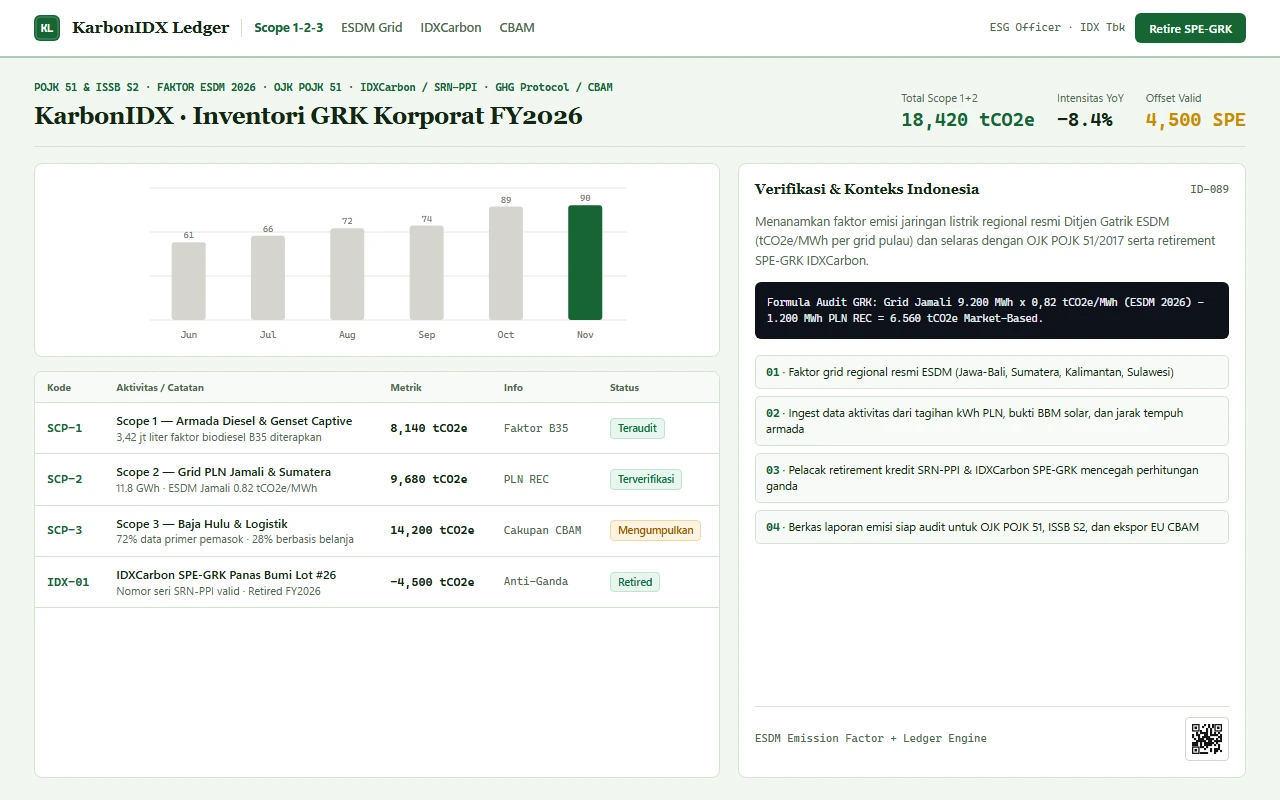 KL
KarbonIDX Ledger
Scope 1-2-3
ESDM Grid
IDXCarbon
CBAM
ESG Officer · IDX Tbk
Retire SPE-GRK
POJK 51 & ISSB S2 · FAKTOR ESDM 2026 · OJK POJK 51 · IDXCarbon / SRN-PPI · GHG Protocol / CBAM
KarbonIDX · Inventori GRK Korporat FY2026
Total Scope 1+2
18,420 tCO2e
Intensitas YoY
−8.4%
Offset Valid
4,500 SPE
61
66
72
74
89
90
Jun
Jul
Aug
Sep
Oct
Nov
Kode
Aktivitas / Catatan
Metrik
Info
Status
SCP-1
Scope 1 — Armada Diesel & Genset Captive
3,42 jt liter faktor biodiesel B35 diterapkan
8,140 tCO2e
Faktor B35
Teraudit
SCP-2
Scope 2 — Grid PLN Jamali & Sumatera
11.8 GWh · ESDM Jamali 0.82 tCO2e/MWh
9,680 tCO2e
PLN REC
Terverifikasi
SCP-3
Scope 3 — Baja Hulu & Logistik
72% data primer pemasok · 28% berbasis belanja
14,200 tCO2e
Cakupan CBAM
Mengumpulkan
IDX-01
IDXCarbon SPE-GRK Panas Bumi Lot #26
Nomor seri SRN-PPI valid · Retired FY2026
−4,500 tCO2e
Anti-Ganda
Retired
Verifikasi & Konteks Indonesia
ID-089
Menanamkan faktor emisi jaringan listrik regional resmi Ditjen Gatrik ESDM
(tCO2e/MWh per grid pulau) dan selaras dengan OJK POJK 51/2017 serta retirement
SPE-GRK IDXCarbon.
Formula Audit GRK: Grid Jamali 9.200 MWh x 0,82 tCO2e/MWh (ESDM 2026) −
1.200 MWh PLN REC = 6.560 tCO2e Market-Based.
01 · Faktor grid regional resmi ESDM (Jawa-Bali, Sumatera, Kalimantan, Sulawesi)
02 · Ingest data aktivitas dari tagihan kWh PLN, bukti BBM solar, dan jarak tempuh
armada
03 · Pelacak retirement kredit SRN-PPI & IDXCarbon SPE-GRK mencegah perhitungan
ganda
04 · Berkas laporan emisi siap audit untuk OJK POJK 51, ISSB S2, dan ekspor EU CBAM
ESDM Emission Factor + Ledger Engine